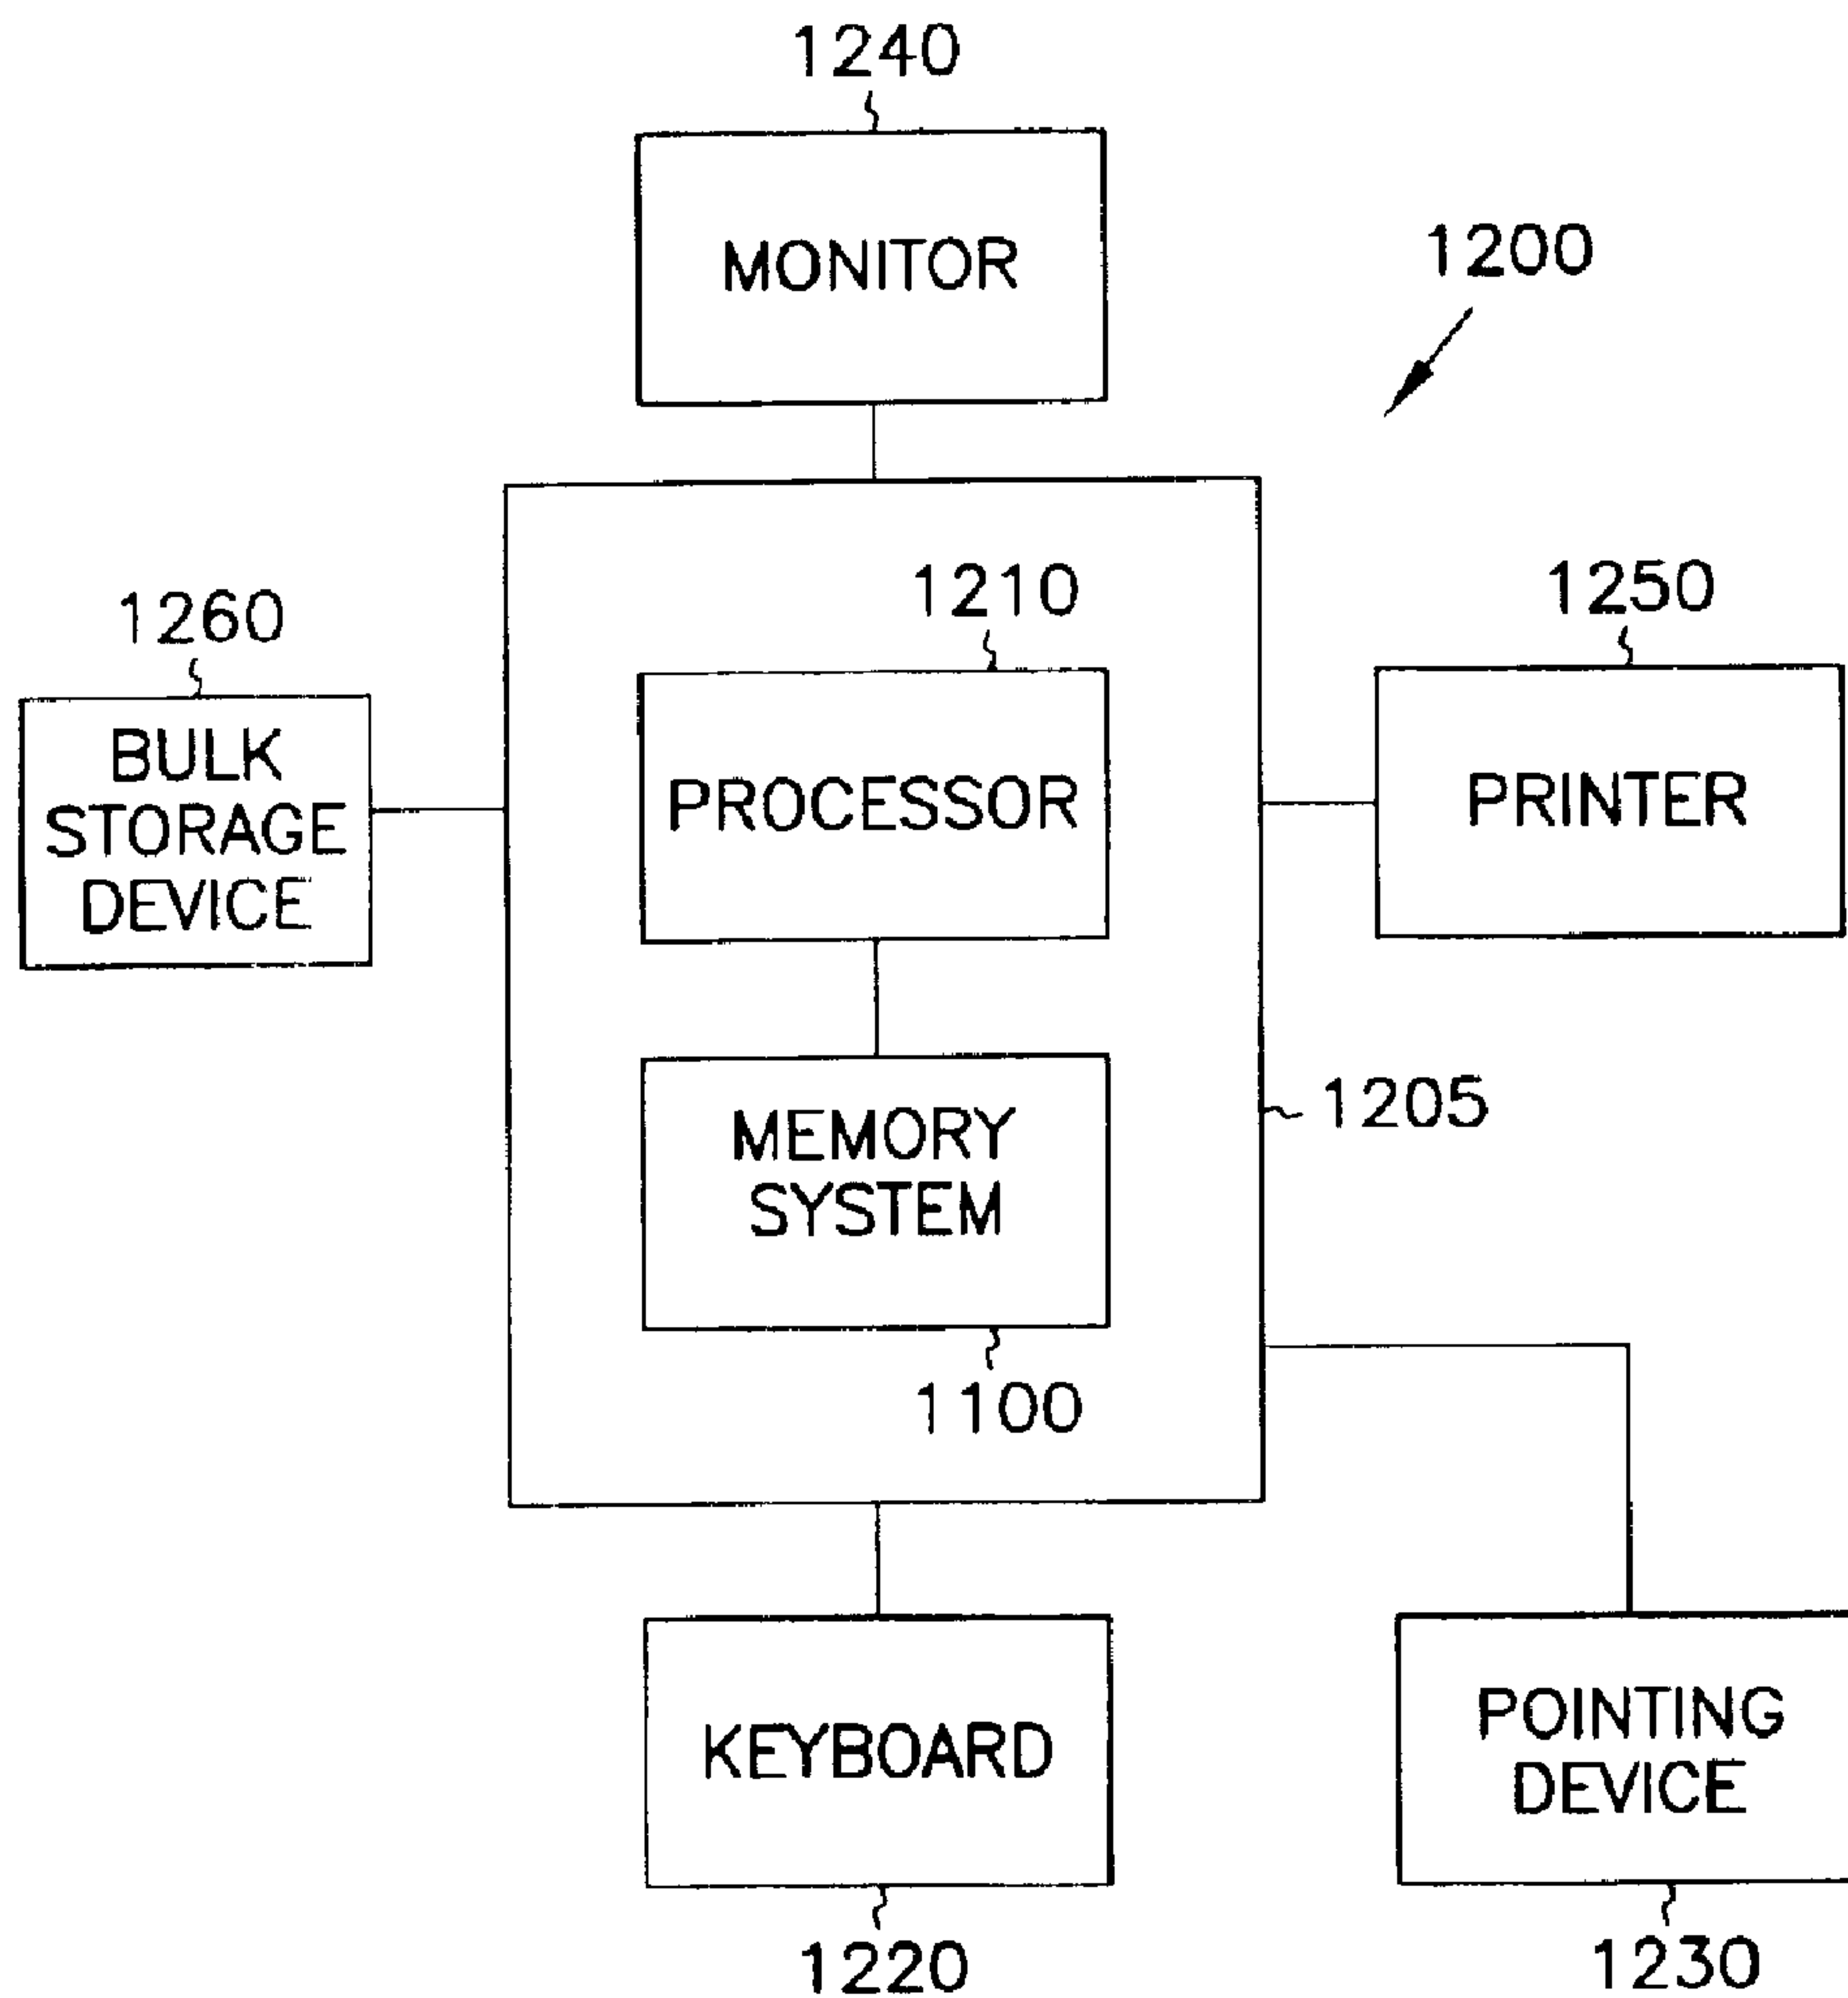 1240
MONITOR
1200
1210
1250
1260
BULK
STORAGE
DEVICE
PROCESSOR
PRINTER
1205
MEMORY
SYSTEM
1100
KEYBOARD
POINTING
DEVICE
1220
1230